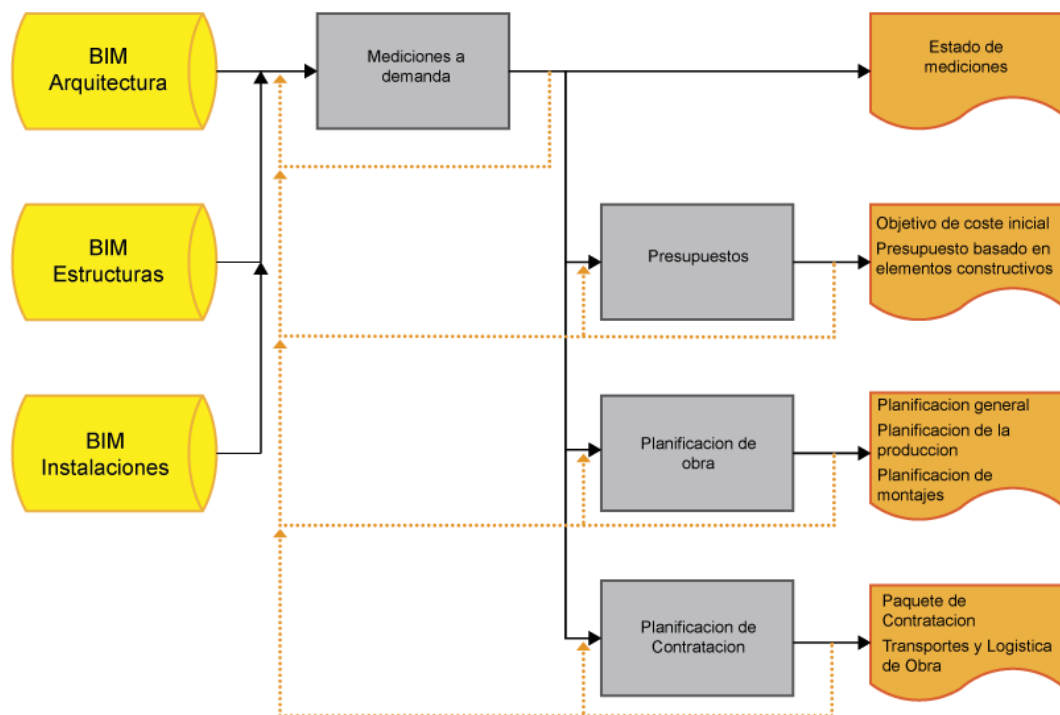 BIM
Arquitectura
Mediciones a
demanda
Estado de
mediciones
BIM
Estructuras
Presupuestos
Objetivo de coste inicial
Presupuesto basado en
elementos constructivos
BIM
Instalaciones
Planificacion de
obra
Planificacion general
Planificacion de la
produccion
Planificacion de
montajes
Planificacion de
Contratacion
Paquete de
Contratacion
Transportes y Logistica
de Obra